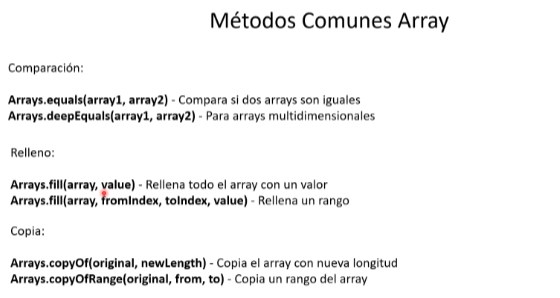 Métodos Comunes Array
Comparación:
Arrays.equals(array1, array2) - Compara si dos arrays son iguales
Arrays.deepEquals(array1, array2) - Para arrays multidimensionales
Relleno:
Arrays.fill(array, value) - Rellena todo el array con un valor
Arrays.fill(array, fromIndex, toIndex, value) - Rellena un rango
Copia:
Arrays.copyOf(original, newLength) - Copia el array con nueva longitud
Arrays.copyOfRange(original, from, to) - Copia un rango del array